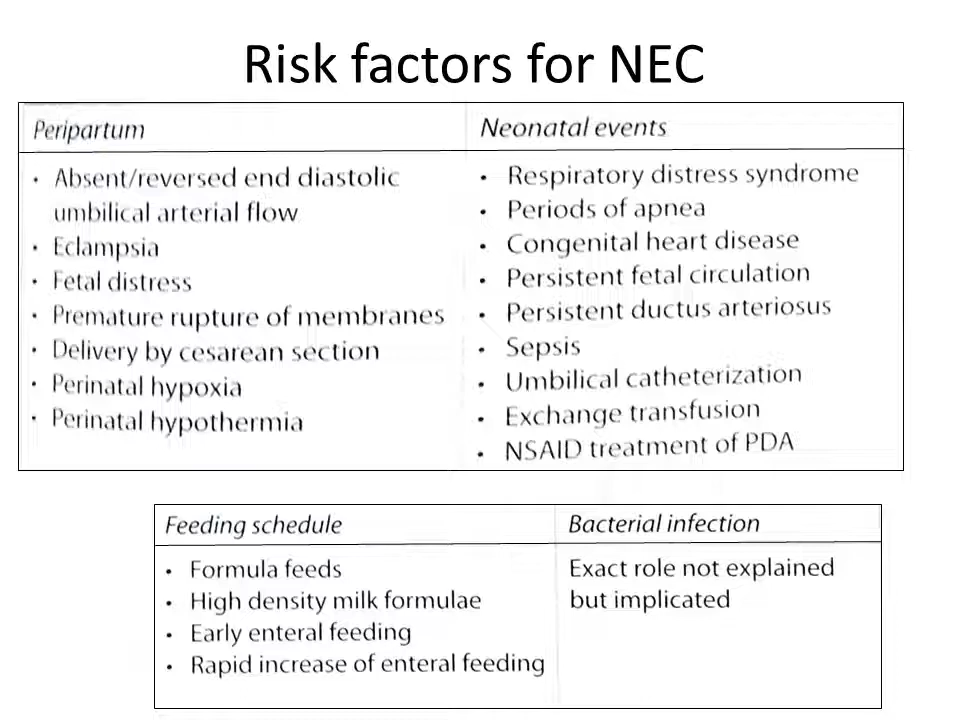 Risk factors for NEC
Peripartum
• Absent/reversed end diastolic
umbilical arterial flow
• Eclampsia
• Fetal distress
• Premature rupture of membranes
• Delivery by cesarean section
• Perinatal hypoxia
• Perinatal hypothermia
Neonatal events
• Respiratory distress syndrome
• Periods of apnea
• Congenital heart disease
• Persistent fetal circulation
• Persistent ductus arteriosus
• Sepsis
• Umbilical catheterization
• Exchange transfusion
• NSAID treatment of PDA
Feeding schedule
• Formula feeds
• High density milk formulae
• Early enteral feeding
• Rapid increase of enteral feeding
Bacterial infection
Exact role not explained
but implicated